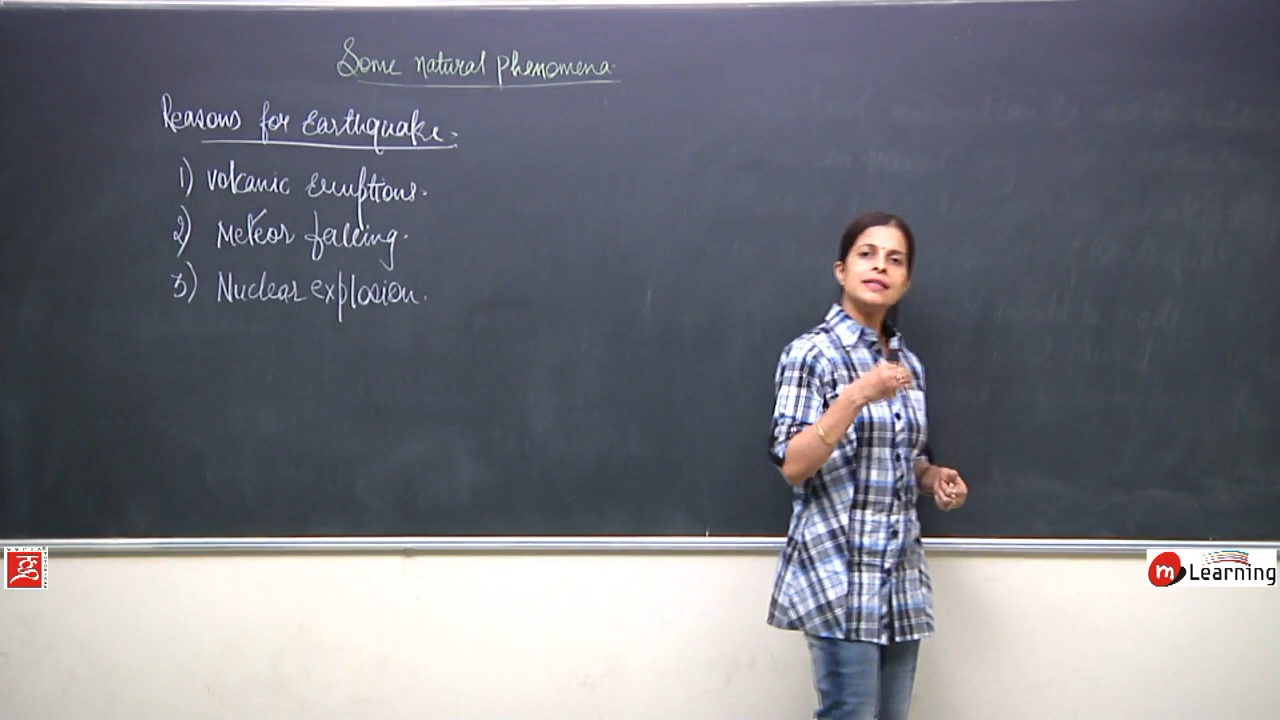 Some natural phenomena.
Reasons for Earthquake.
1) Volcanic Eruptions.
2) Meteor falling.
3) Nuclear explosion.
m Learning